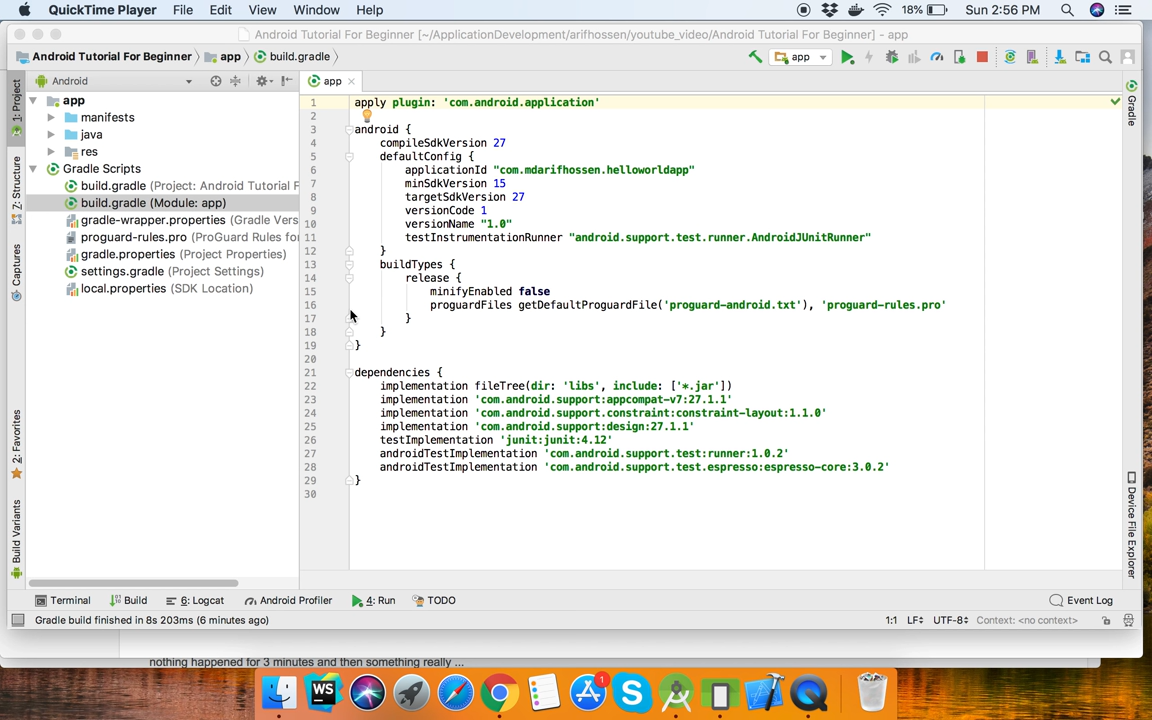 QuickTime Player File Edit View Window Help 18% Sun 2:56 PM
Android Tutorial For Beginner [~/ApplicationDevelopment/arifhossen/youtube_video/Android Tutorial For Beginner] - app
Android Tutorial For Beginner app build.gradle app
1: Project
Z: Structure
Captures
2: Favorites
Build Variants
Android
app
manifests
java
res
Gradle Scripts
build.gradle (Project: Android Tutorial F
build.gradle (Module: app)
gradle-wrapper.properties (Gradle Vers
proguard-rules.pro (ProGuard Rules fo
gradle.properties (Project Properties)
settings.gradle (Project Settings)
local.properties (SDK Location)
app
1 apply plugin: 'com.android.application'
2
3 android {
4 compileSdkVersion 27
5 defaultConfig {
6 applicationId "com.mdarifhossen.helloworldapp"
7 minSdkVersion 15
8 targetSdkVersion 27
9 versionCode 1
10 versionName "1.0"
11 testInstrumentationRunner "android.support.test.runner.AndroidJUnitRunner"
12 }
13 buildTypes {
14 release {
15 minifyEnabled false
16 proguardFiles getDefaultProguardFile('proguard-android.txt'), 'proguard-rules.pro'
17 }
18 }
19 }
20
21 dependencies {
22 implementation fileTree(dir: 'libs', include: ['*.jar'])
23 implementation 'com.android.support:appcompat-v7:27.1.1'
24 implementation 'com.android.support.constraint:constraint-layout:1.1.0'
25 implementation 'com.android.support:design:27.1.1'
26 testImplementation 'junit:junit:4.12'
27 androidTestImplementation 'com.android.support.test:runner:1.0.2'
28 androidTestImplementation 'com.android.support.test.espresso:espresso-core:3.0.2'
29 }
30
Gradle
Device File Explorer
Terminal Build 6: Logcat Android Profiler 4: Run TODO Event Log
Gradle build finished in 8s 203ms (6 minutes ago) 1:1 LF UTF-8 Context: <no context>
nothing happened for 3 minutes and then something really ...
WS
1